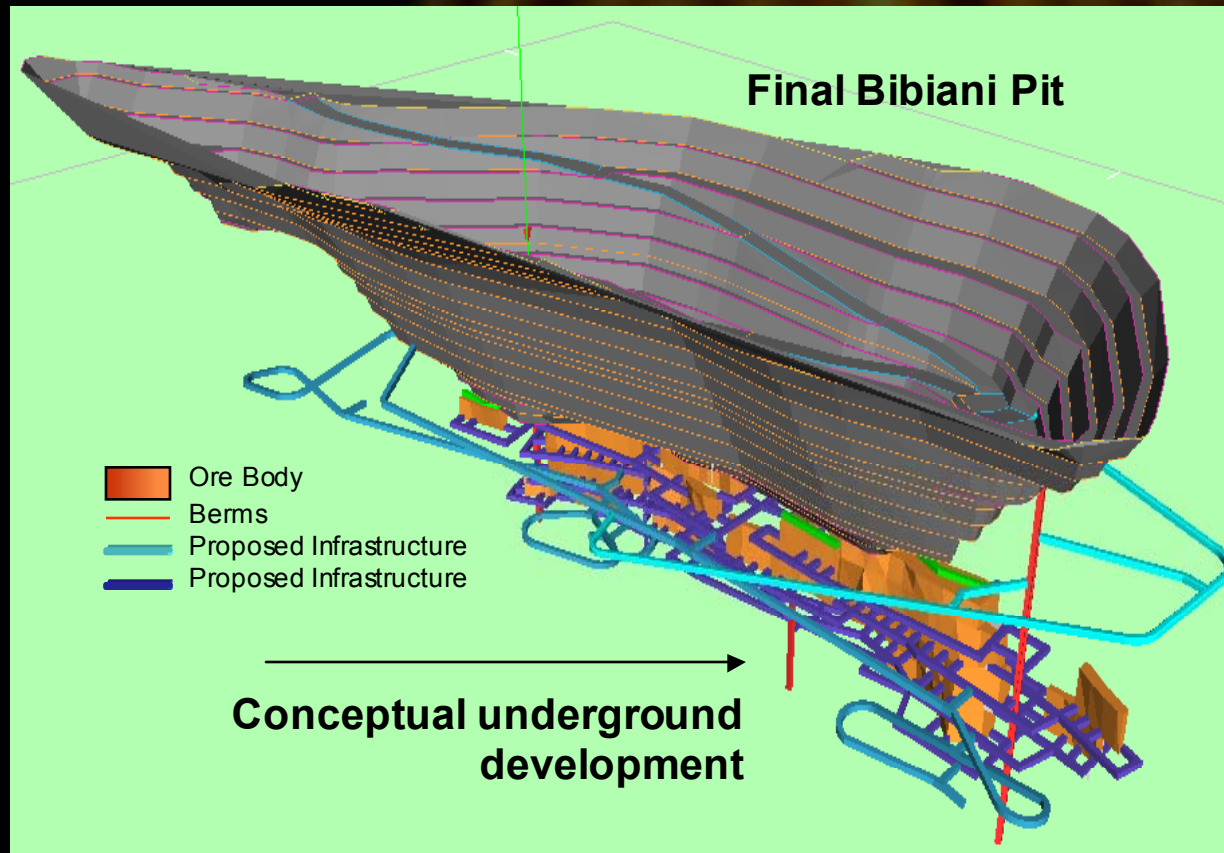 Final Bibiani Pit
Ore Body
Berms
Proposed Infrastructure
Proposed Infrastructure
Conceptual underground
development